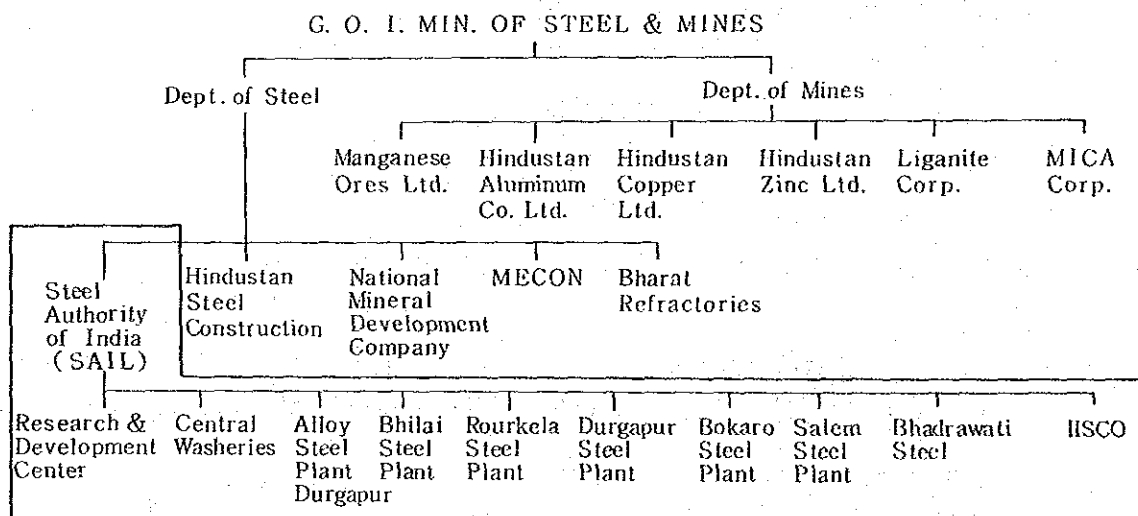 G. O. I. MIN. OF STEEL & MINES
Dept. of Steel
Dept. of Mines
Manganese
Ores Ltd.
Hindustan
Aluminum
Co. Ltd.
Hindustan
Copper
Ltd.
Hindustan
Zinc Ltd.
Liganite
Corp.
MICA
Corp.
Steel
Authority
of India
(SAIL)
Hindustan
Steel
Construction
National
Mineral
Development
Company
MECON
Bharat
Refractories
Research &
Development
Center
Central
Washeries
Alloy
Steel
Plant
Durgapur
Bhilai
Steel
Plant
Rourkela
Steel
Plant
Durgapur
Steel
Plant
Bokaro
Steel
Plant
Salem
Steel
Plant
Bhadrawati
Steel
IISCO